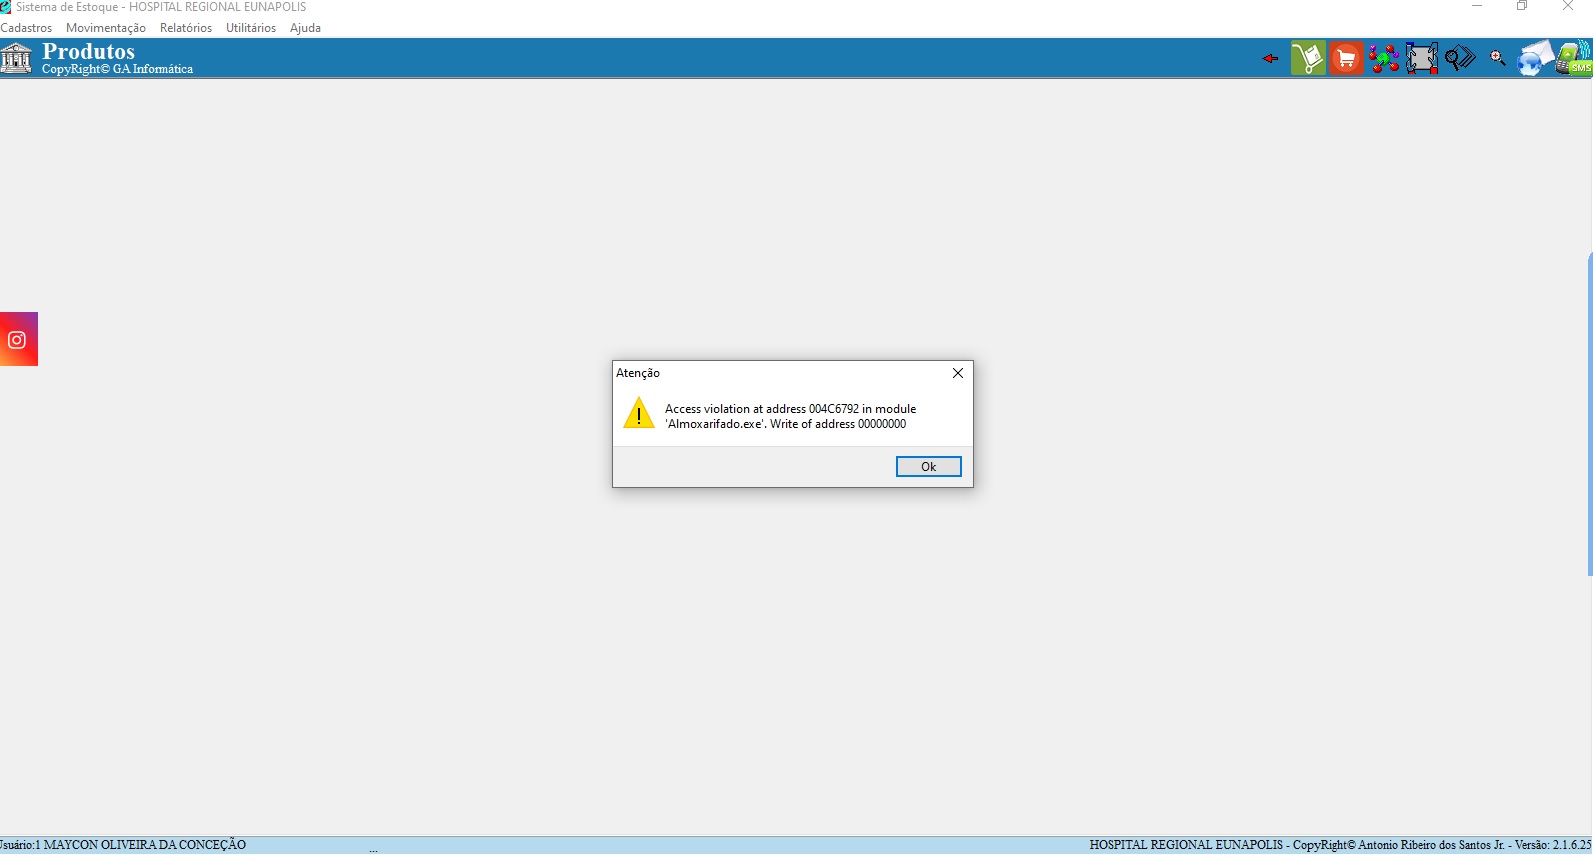 Sistema de Estoque - HOSPITAL REGIONAL EUNAPOLIS
Cadastros Movimentação Relatórios Utilitários Ajuda
Produtos
CopyRight© GA Informática
SMS
Atenção
Access violation at address 004C6792 in module
'Almoxarifado.exe'. Write of address 00000000
Ok
Usuário:1 MAYCON OLIVEIRA DA CONCEÇÃO
...
HOSPITAL REGIONAL EUNAPOLIS - CopyRight© Antonio Ribeiro dos Santos Jr. - Versão: 2.1.6.25